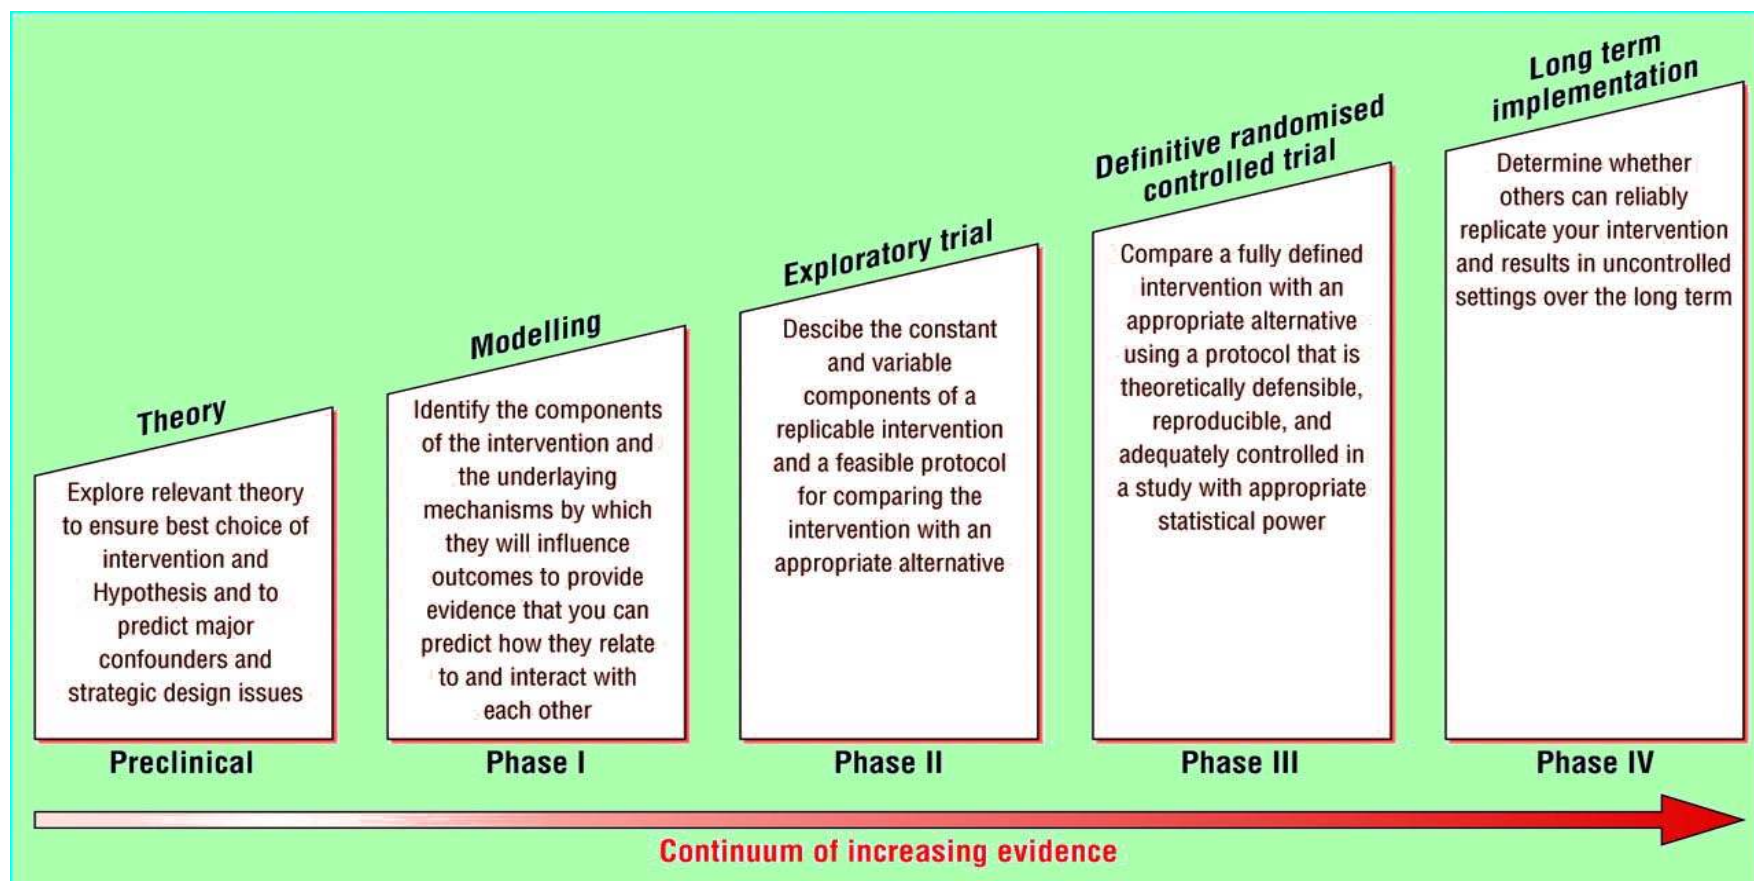 Theory
Explore relevant theory
to ensure best choice of
intervention and
Hypothesis and to
predict major
confounders and
strategic design issues
Preclinical
Modelling
Identify the components
of the intervention and
the underlaying
mechanisms by which
they will influence
outcomes to provide
evidence that you can
predict how they relate
to and interact with
each other
Phase I
Exploratory trial
Descibe the constant
and variable
components of a
replicable intervention
and a feasible protocol
for comparing the
intervention with an
appropriate alternative
Phase II
Definitive randomised
controlled trial
Compare a fully defined
intervention with an
appropriate alternative
using a protocol that is
theoretically defensible,
reproducible, and
adequately controlled in
a study with appropriate
statistical power
Phase III
Long term
implementation
Determine whether
others can reliably
replicate your intervention
and results in uncontrolled
settings over the long term
Phase IV
Continuum of increasing evidence